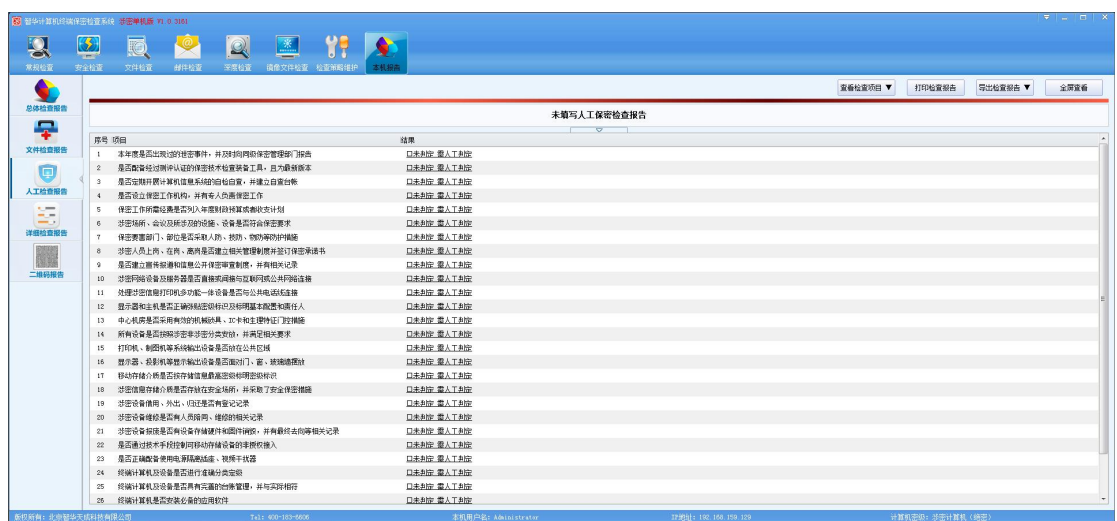 智华计算机终端保密检查系统 涉密单机版 V1.0.3161
常规检查 安全检查 文件检查 邮件检查 深度检查 镜像文件检查 检查策略维护 本机报告
查看检查项目 ▼ 打印检查报告 导出检查报告 ▼ 全屏查看
总体检查报告
文件检查报告
人工检查报告
详细检查报告
二维码报告
未填写人工保密检查报告
序号 项目 结果
1 本年度是否出现过的泄密事件，并及时向同级保密管理部门报告 口未判定 需人工判定
2 是否配备经过测评认证的保密技术检查装备工具，且为最新版本 口未判定 需人工判定
3 是否定期开展计算机信息系统的自检自查，并建立自查台帐 口未判定 需人工判定
4 是否设立保密工作机构，并有专人负责保密工作 口未判定 需人工判定
5 保密工作所需经费是否列入年度财政预算或者收支计划 口未判定 需人工判定
6 涉密场所、会议及所涉及的设施、设备是否符合保密要求 口未判定 需人工判定
7 保密要害部门、部位是否采取人防、技防、物防等防护措施 口未判定 需人工判定
8 涉密人员上岗、在岗、离岗是否建立相关管理制度并签订保密承诺书 口未判定 需人工判定
9 是否建立宣传报道和信息公开保密审查制度，并有相关记录 口未判定 需人工判定
10 涉密网络设备及服务器是否直接或间接与互联网或公共网络连接 口未判定 需人工判定
11 处理涉密信息打印机多功能一体设备是否与公共电话线连接 口未判定 需人工判定
12 显示器和主机是否正确张贴密级标识及标明基本配置和责任人 口未判定 需人工判定
13 中心机房是否采用有效的机械锁具、IC卡和生理特征门控措施 口未判定 需人工判定
14 所有设备是否按照涉密非涉密分类安放，并满足相关要求 口未判定 需人工判定
15 打印机、制图机等系统输出设备是否放在公共区域 口未判定 需人工判定
16 显示器、投影机等显示输出设备是否面对门、窗、玻璃墙摆放 口未判定 需人工判定
17 移动存储介质是否按存储信息最高密级标明密级标识 口未判定 需人工判定
18 涉密信息存储介质是否存放在安全场所，并采取了安全保密措施 口未判定 需人工判定
19 涉密设备借用、外出、归还是否有登记记录 口未判定 需人工判定
20 涉密设备维修是否有人员陪同、维修的相关记录 口未判定 需人工判定
21 涉密设备报废是否有设备存储硬件和固件销毁，并有最终去向等相关记录 口未判定 需人工判定
22 是否通过技术手段控制可移动存储设备的非授权接入 口未判定 需人工判定
23 是否正确配备使用电源隔离插座、视频干扰器 口未判定 需人工判定
24 终端计算机及设备是否进行准确分类定级 口未判定 需人工判定
25 终端计算机及设备是否具有完善的台账管理，并与实际相符 口未判定 需人工判定
26 终端计算机是否安装必备的应用软件 口未判定 需人工判定
版权所有：北京智华天成科技有限公司 Tel: 400-183-6606 本机用户名: Administrator IP地址: 192.168.159.129 计算机密级: 涉密计算机（绝密）